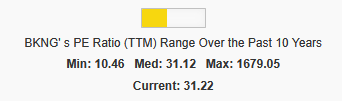 BKNG' s PE Ratio (TTM) Range Over the Past 10 Years
Min: 10.46 Med: 31.12 Max: 1679.05
Current: 31.22